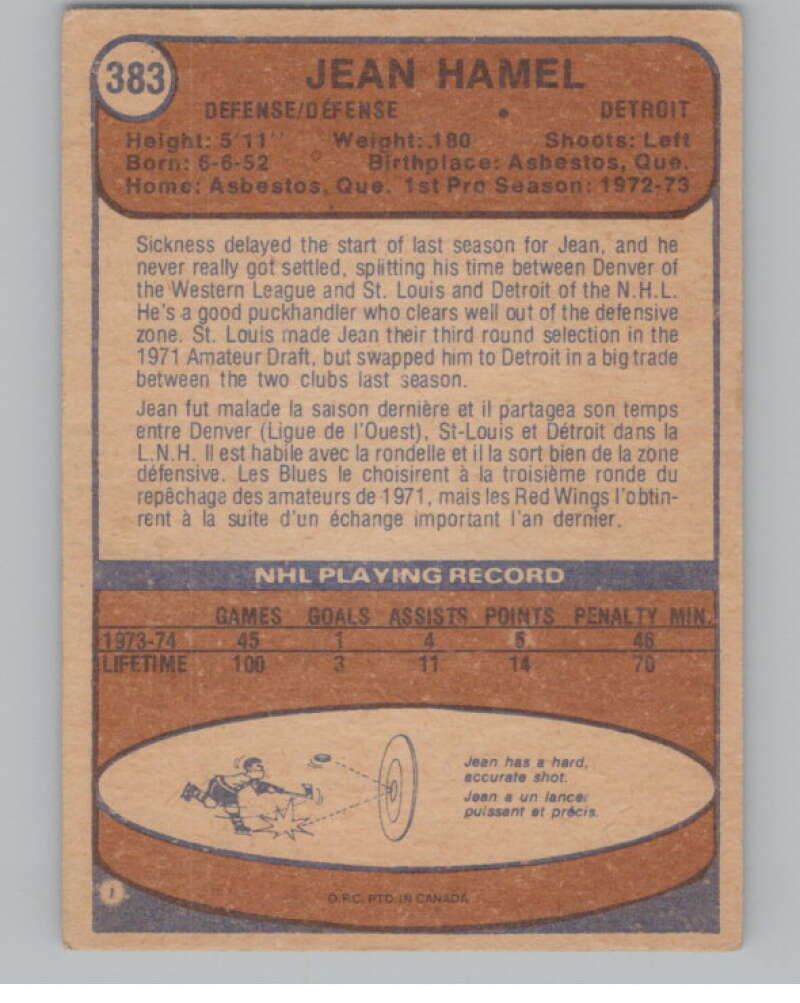 383
JEAN HAMEL
DEFENSE/DÉFENSE • DETROIT
Height: 5'11" Weight: 180 Shoots: Left
Born: 6-6-52 Birthplace: Asbestos, Que.
Home: Asbestos, Que. 1st Pro Season: 1972-73
Sickness delayed the start of last season for Jean, and he
never really got settled, splitting his time between Denver of
the Western League and St. Louis and Detroit of the N.H.L.
He's a good puckhandler who clears well out of the defensive
zone. St. Louis made Jean their third round selection in the
1971 Amateur Draft, but swapped him to Detroit in a big trade
between the two clubs last season.
Jean fut malade la saison dernière et il partagea son temps
entre Denver (Ligue de l'Ouest), St-Louis et Détroit dans la
L.N.H. Il est habile avec la rondelle et il la sort bien de la zone
défensive. Les Blues le choisirent à la troisième ronde du
repêchage des amateurs de 1971, mais les Red Wings l'obtin-
rent à la suite d'un échange important l'an dernier.
NHL PLAYING RECORD
GAMES GOALS ASSISTS POINTS PENALTY MIN.
1973-74 45 1 4 5 46
LIFETIME 100 3 11 14 70
Jean has a hard,
accurate shot.
Jean a un lancer
puissant et précis.
O.P.C. PTD. IN CANADA